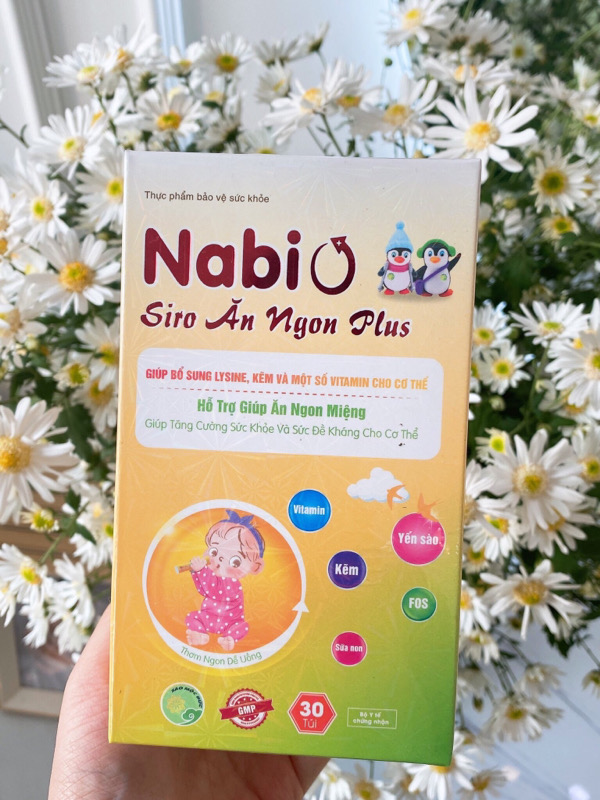 Thực phẩm bảo vệ sức khỏe
Nabio
Siro Ăn Ngon Plus
GIÚP BỔ SUNG LYSINE, KẼM VÀ MỘT SỐ VITAMIN CHO CƠ THỂ
Hỗ Trợ Giúp Ăn Ngon Miệng
Giúp Tăng Cường Sức Khỏe Và Sức Đề Kháng Cho Cơ Thể
Vitamin
Yến sào
Kẽm
FOS
Sữa non
Thơm Ngon Dễ Uống
GMP
30
TÚI
Bộ Y tế
chứng nhận